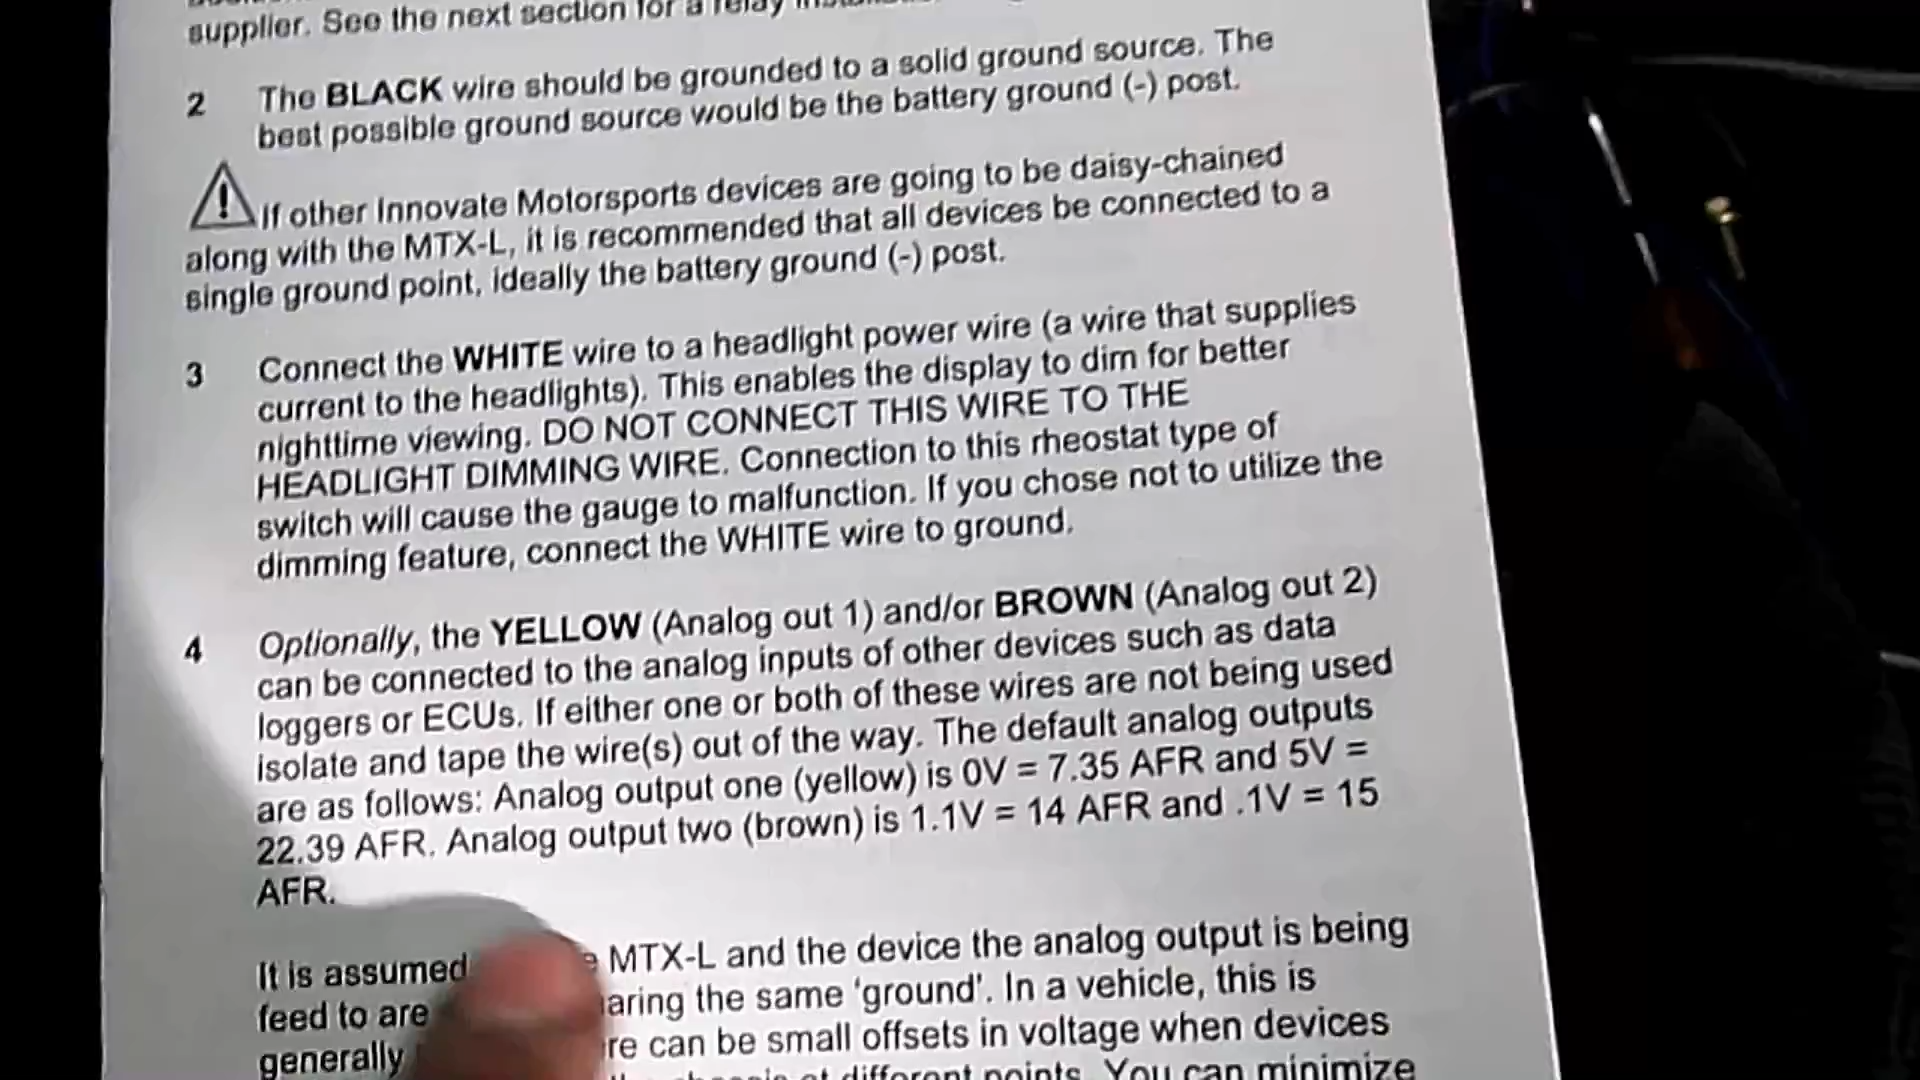 supplier. See the next section for a relay
2 The BLACK wire should be grounded to a solid ground source. The
best possible ground source would be the battery ground (-) post.
If other Innovate Motorsports devices are going to be daisy-chained
along with the MTX-L, it is recommended that all devices be connected to a
single ground point, ideally the battery ground (-) post.
3 Connect the WHITE wire to a headlight power wire (a wire that supplies
current to the headlights). This enables the display to dim for better
nighttime viewing. DO NOT CONNECT THIS WIRE TO THE
HEADLIGHT DIMMING WIRE. Connection to this rheostat type of
switch will cause the gauge to malfunction. If you chose not to utilize the
dimming feature, connect the WHITE wire to ground.
4 Optionally, the YELLOW (Analog out 1) and/or BROWN (Analog out 2)
can be connected to the analog inputs of other devices such as data
loggers or ECUs. If either one or both of these wires are not being used
isolate and tape the wire(s) out of the way. The default analog outputs
are as follows: Analog output one (yellow) is 0V = 7.35 AFR and 5V =
22.39 AFR. Analog output two (brown) is 1.1V = 14 AFR and .1V = 15
AFR.
It is assumed MTX-L and the device the analog output is being
feed to are the same 'ground'. In a vehicle, this is
generally can be small offsets in voltage when devices
at different points. You can minimize